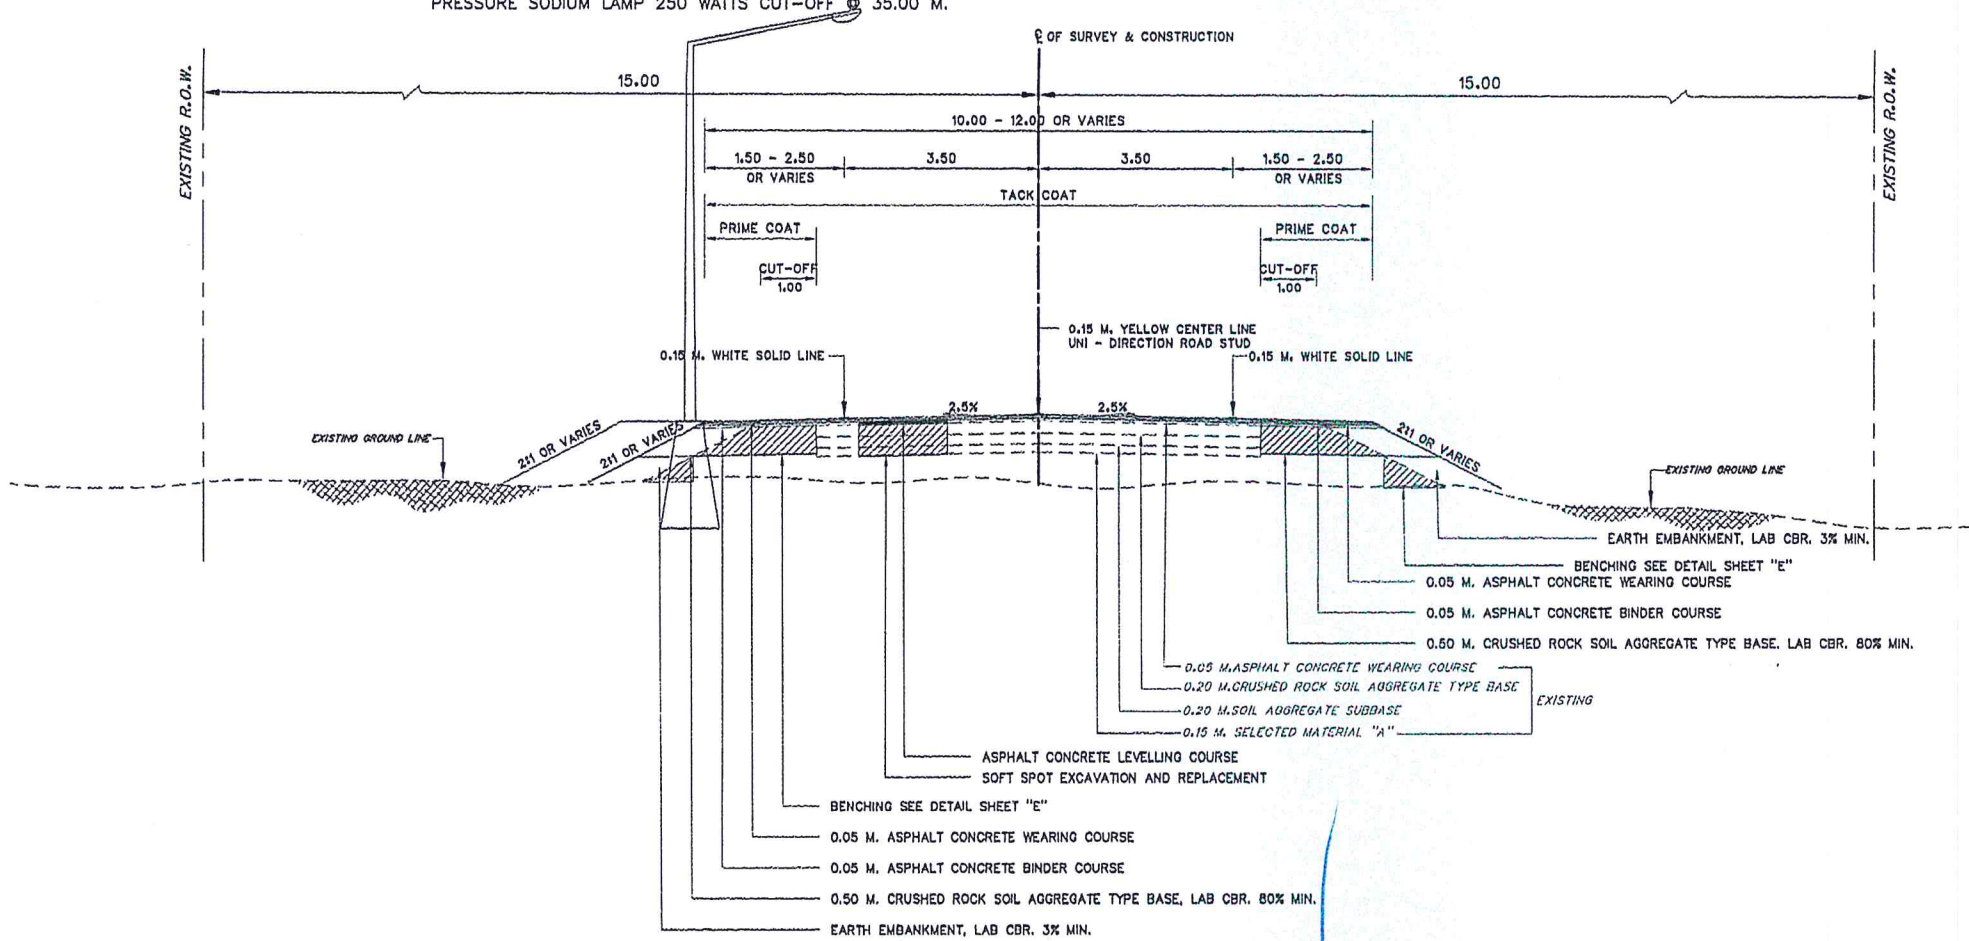 PRESSURE SODIUM LAMP 250 WATTS CUT-OFF @ 35.00 M.
℄ OF SURVEY & CONSTRUCTION
EXISTING R.O.W.
15.00
15.00
EXISTING R.O.W.
10.00 - 12.00 OR VARIES
1.50 - 2.50
OR VARIES
3.50
3.50
1.50 - 2.50
OR VARIES
TACK COAT
PRIME COAT
PRIME COAT
CUT-OFF
1.00
CUT-OFF
1.00
0.15 M. YELLOW CENTER LINE
UNI - DIRECTION ROAD STUD
0.15 M. WHITE SOLID LINE
0.15 M. WHITE SOLID LINE
2.5%
2.5%
EXISTING GROUND LINE
2:1 OR VARIES
2:1 OR VARIES
2:1 OR VARIES
EXISTING GROUND LINE
EARTH EMBANKMENT, LAB CBR. 3% MIN.
BENCHING SEE DETAIL SHEET "E"
0.05 M. ASPHALT CONCRETE WEARING COURSE
0.05 M. ASPHALT CONCRETE BINDER COURSE
0.50 M. CRUSHED ROCK SOIL AGGREGATE TYPE BASE, LAB CBR. 80% MIN.
0.05 M.ASPHALT CONCRETE WEARING COURSE
0.20 M.CRUSHED ROCK SOIL AGGREGATE TYPE BASE
EXISTING
0.20 M.SOIL AGGREGATE SUBBASE
0.15 M. SELECTED MATERIAL "A"
ASPHALT CONCRETE LEVELLING COURSE
SOFT SPOT EXCAVATION AND REPLACEMENT
BENCHING SEE DETAIL SHEET "E"
0.05 M. ASPHALT CONCRETE WEARING COURSE
0.05 M. ASPHALT CONCRETE BINDER COURSE
0.50 M. CRUSHED ROCK SOIL AGGREGATE TYPE BASE, LAB CBR. 80% MIN.
EARTH EMBANKMENT, LAB CBR. 3% MIN.